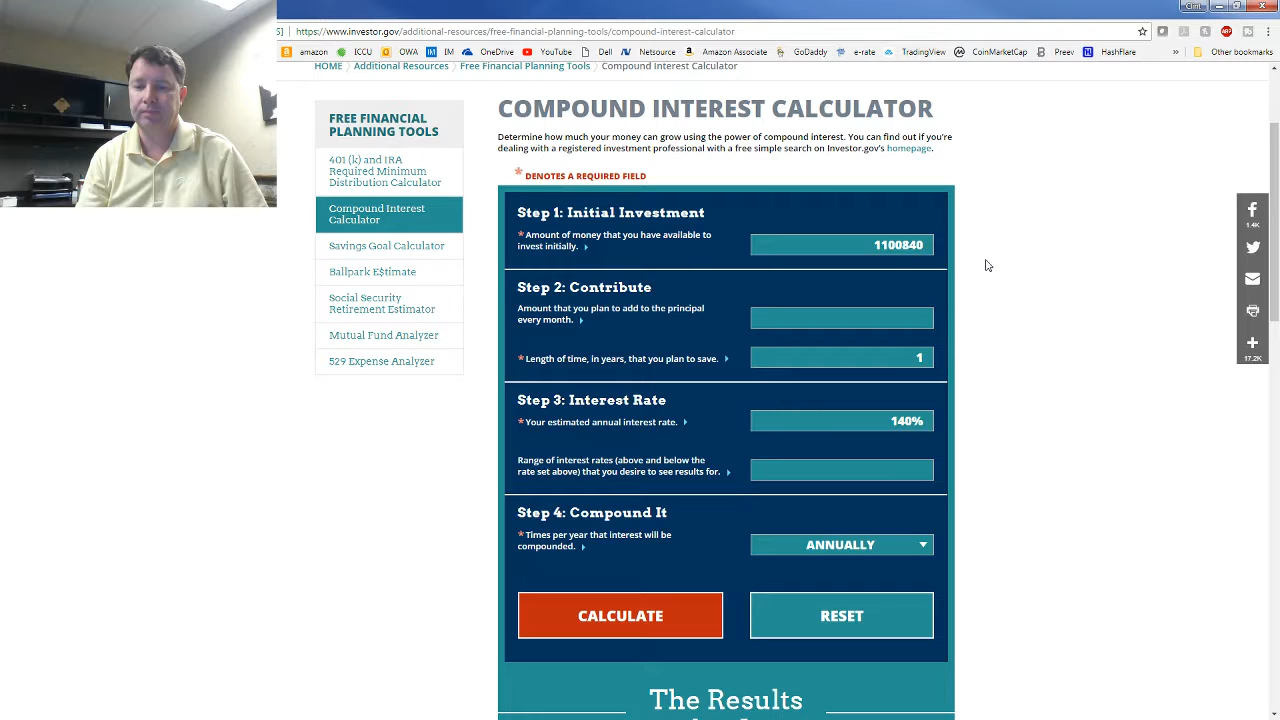 Clint
https://www.investor.gov/additional-resources/free-financial-planning-tools/compound-interest-calculator
amazon ICCU OWA IM OneDrive YouTube Dell Netsource Amazon Associate GoDaddy e-rate TradingView CoinMarketCap Preev HashFlare » Other bookmarks
HOME Additional Resources Free Financial Planning Tools Compound Interest Calculator
FREE FINANCIAL
PLANNING TOOLS
401 (k) and IRA
Required Minimum
Distribution Calculator
Compound Interest
Calculator
Savings Goal Calculator
Ballpark E$timate
Social Security
Retirement Estimator
Mutual Fund Analyzer
529 Expense Analyzer
COMPOUND INTEREST CALCULATOR
Determine how much your money can grow using the power of compound interest. You can find out if you're
dealing with a registered investment professional with a free simple search on Investor.gov's homepage.
* DENOTES A REQUIRED FIELD
Step 1: Initial Investment
* Amount of money that you have available to
invest initially.
1100840
Step 2: Contribute
Amount that you plan to add to the principal
every month.
* Length of time, in years, that you plan to save.
1
Step 3: Interest Rate
* Your estimated annual interest rate.
140%
Range of interest rates (above and below the
rate set above) that you desire to see results for.
Step 4: Compound It
* Times per year that interest will be
compounded.
ANNUALLY
CALCULATE
RESET
The Results
1.4K
17.2K